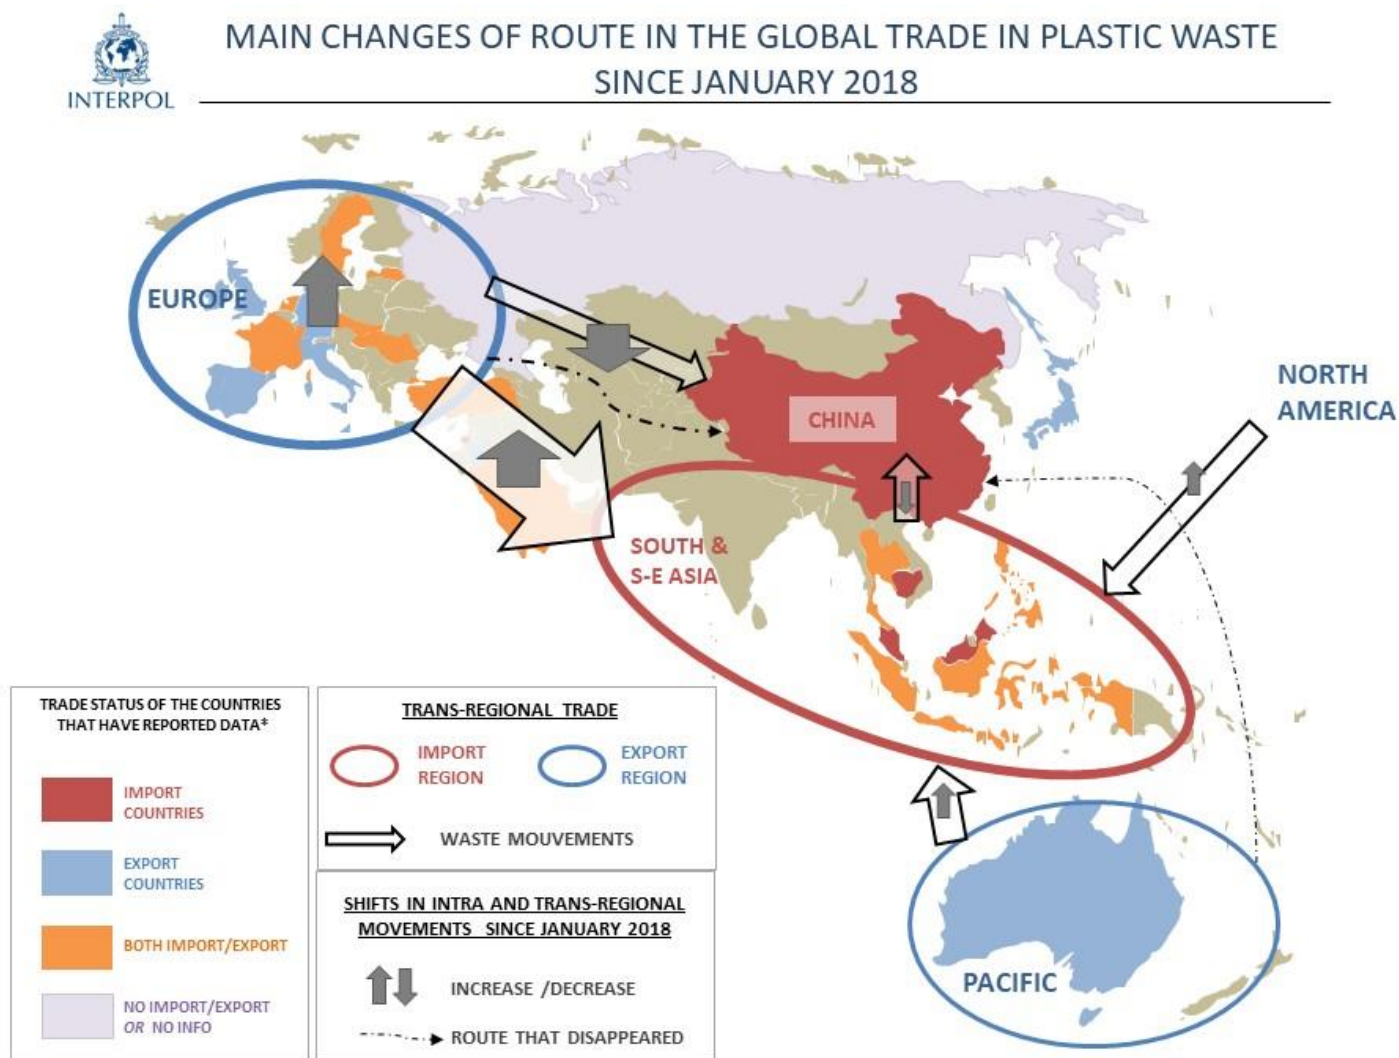 INTERPOL
MAIN CHANGES OF ROUTE IN THE GLOBAL TRADE IN PLASTIC WASTE
SINCE JANUARY 2018
EUROPE
CHINA
NORTH
AMERICA
SOUTH &
S-E ASIA
PACIFIC
TRADE STATUS OF THE COUNTRIES
THAT HAVE REPORTED DATA*
IMPORT
COUNTRIES
EXPORT
COUNTRIES
BOTH IMPORT/EXPORT
NO IMPORT/EXPORT
OR NO INFO
TRANS-REGIONAL TRADE
IMPORT
REGION
EXPORT
REGION
WASTE MOUVEMENTS
SHIFTS IN INTRA AND TRANS-REGIONAL
MOVEMENTS SINCE JANUARY 2018
INCREASE /DECREASE
ROUTE THAT DISAPPEARED